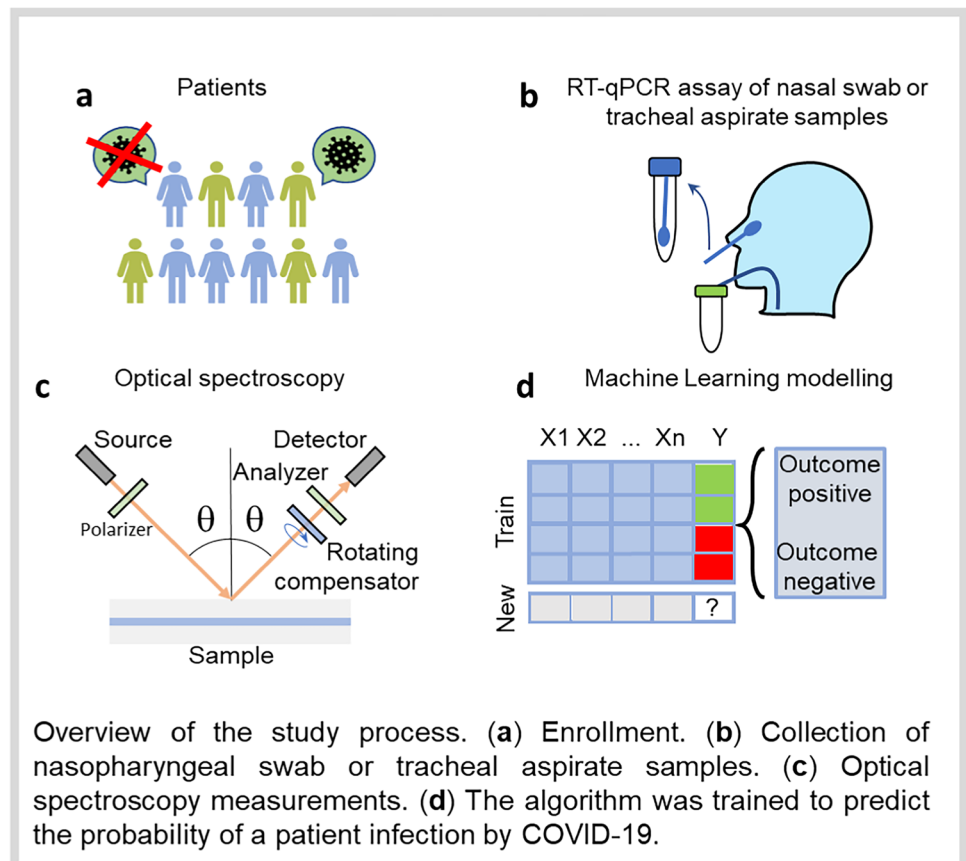 a
Patients
b
RT-qPCR assay of nasal swab or
tracheal aspirate samples
c
Optical spectroscopy
Source
Detector
Analyzer
Polarizer
θ
θ
Rotating
compensator
Sample
d
Machine Learning modelling
X1 X2 ... Xn Y
Train
New
?
Outcome
positive
Outcome
negative
Overview of the study process. (a) Enrollment. (b) Collection of
nasopharyngeal swab or tracheal aspirate samples. (c) Optical
spectroscopy measurements. (d) The algorithm was trained to predict
the probability of a patient infection by COVID-19.